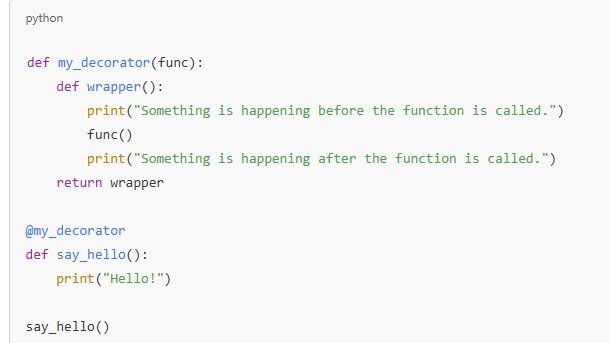 python
def my_decorator(func):
    def wrapper():
        print("Something is happening before the function is called.")
        func()
        print("Something is happening after the function is called.")
    return wrapper
@my_decorator
def say_hello():
    print("Hello!")
say_hello()